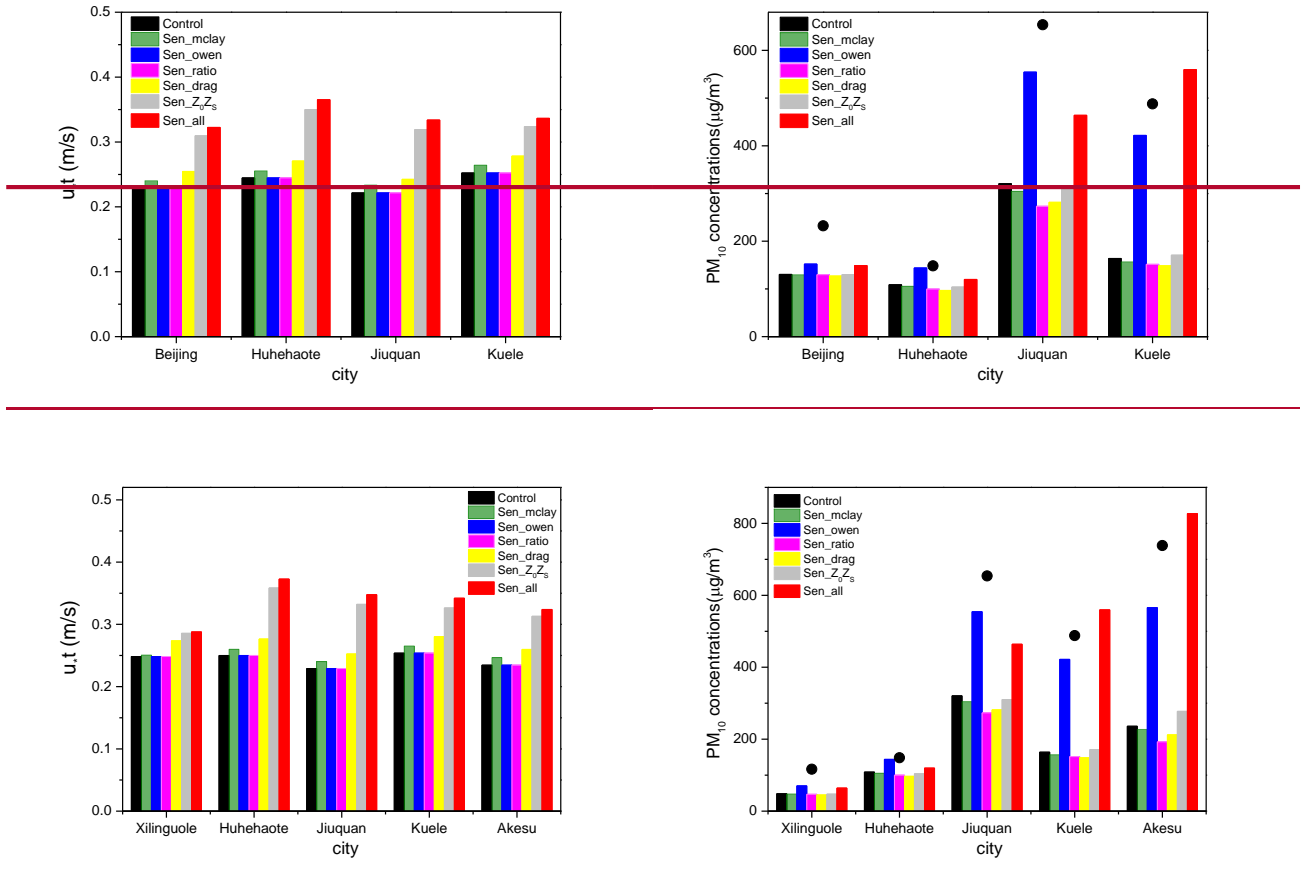 0.5
0.4
0.3
0.2
0.1
0.0
u*t (m/s)
Control
Sen_mclay
Sen_owen
Sen_ratio
Sen_drag
Sen_Z₀Zₛ
Sen_all
Beijing Huhehaote Jiuquan Kuele
city
600
400
200
0
PM₁₀ concentrations(μg/m³)
Control
Sen_mclay
Sen_owen
Sen_ratio
Sen_drag
Sen_Z₀Zₛ
Sen_all
Beijing Huhehaote Jiuquan Kuele
city
0.5
0.4
0.3
0.2
0.1
0.0
u*t (m/s)
Control
Sen_mclay
Sen_owen
Sen_ratio
Sen_drag
Sen_Z₀Zₛ
Sen_all
Xilinguole Huhehaote Jiuquan Kuele Akesu
city
800
600
400
200
0
PM₁₀ concentrations(μg/m³)
Control
Sen_mclay
Sen_owen
Sen_ratio
Sen_drag
Sen_Z₀Zₛ
Sen_all
Xilinguole Huhehaote Jiuquan Kuele Akesu
city